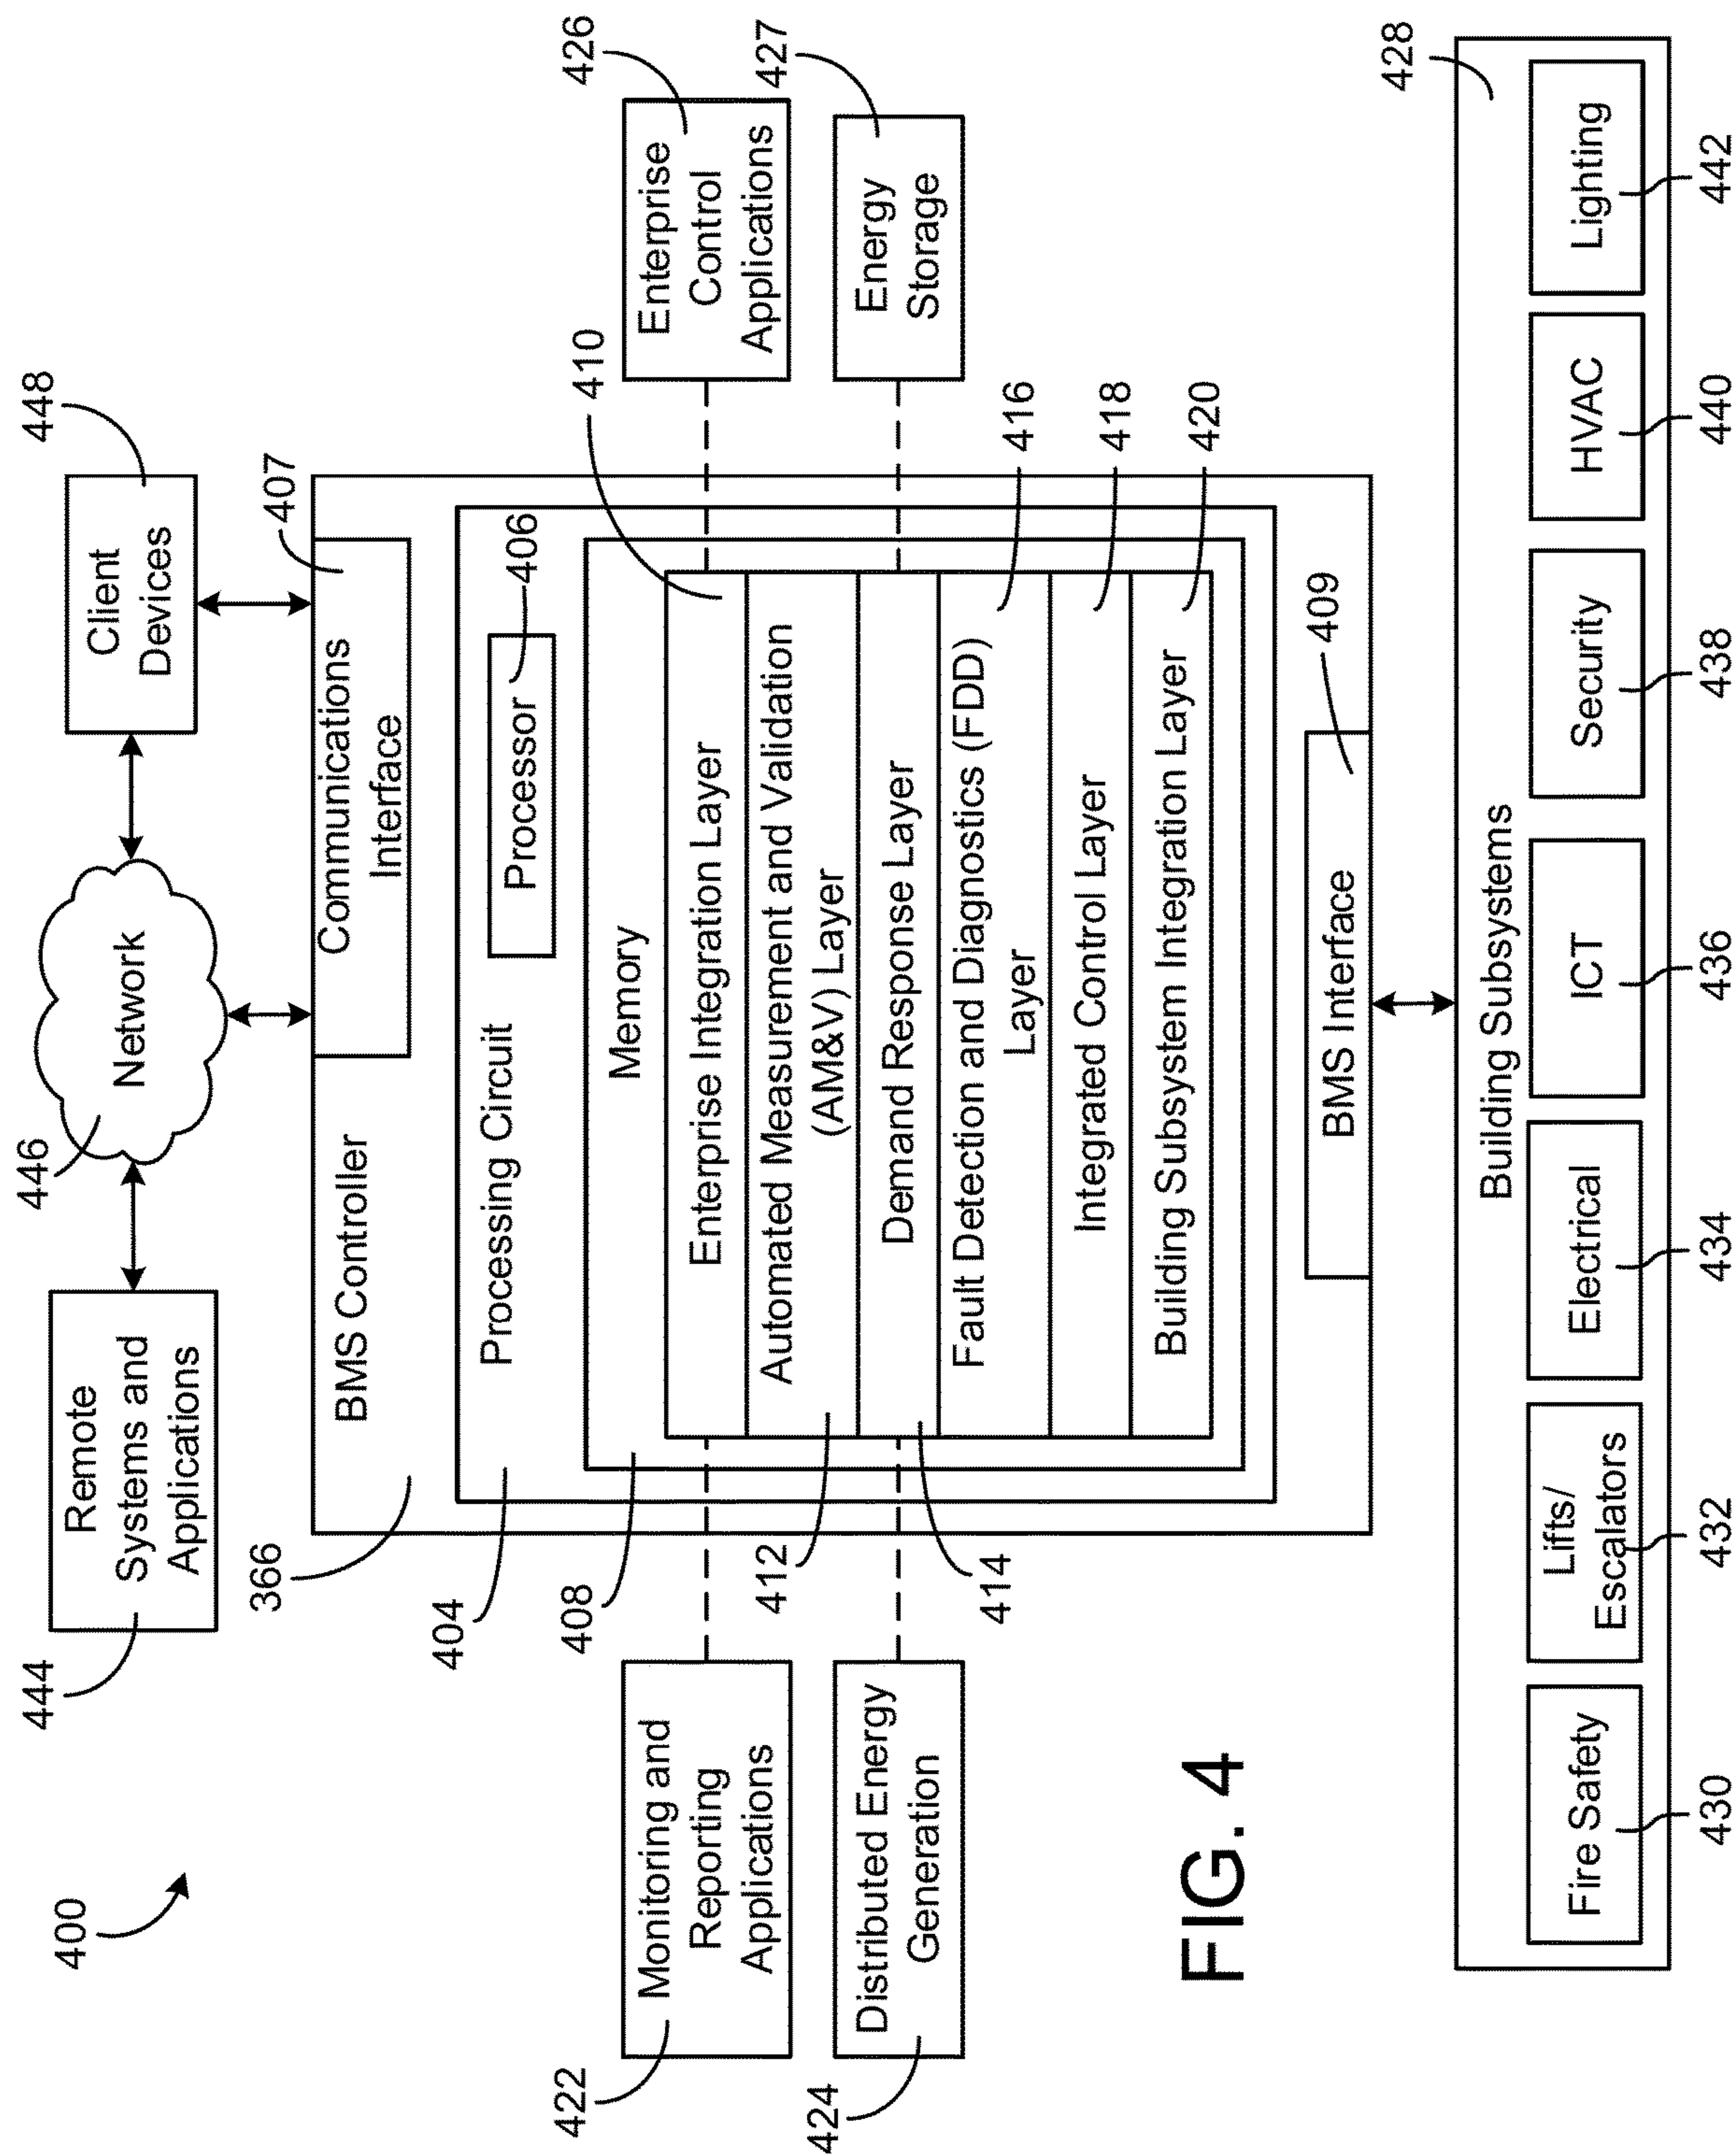 400
444
Remote
Systems and
Applications
446
Network
448
Client
Devices
366
BMS Controller
407
Communications
Interface
404
Processing Circuit
Processor
406
408
Memory
410
Enterprise Integration Layer
412
Automated Measurement and Validation
(AM&V) Layer
414
Demand Response Layer
416
Fault Detection and Diagnostics (FDD)
Layer
418
Integrated Control Layer
420
Building Subsystem Integration Layer
409
BMS Interface
422
Monitoring and
Reporting
Applications
424
Distributed Energy
Generation
426
Enterprise
Control
Applications
427
Energy
Storage
428
Building Subsystems
Fire Safety
Lifts/
Escalators
Electrical
ICT
Security
HVAC
Lighting
430
432
434
436
438
440
442
FIG. 4